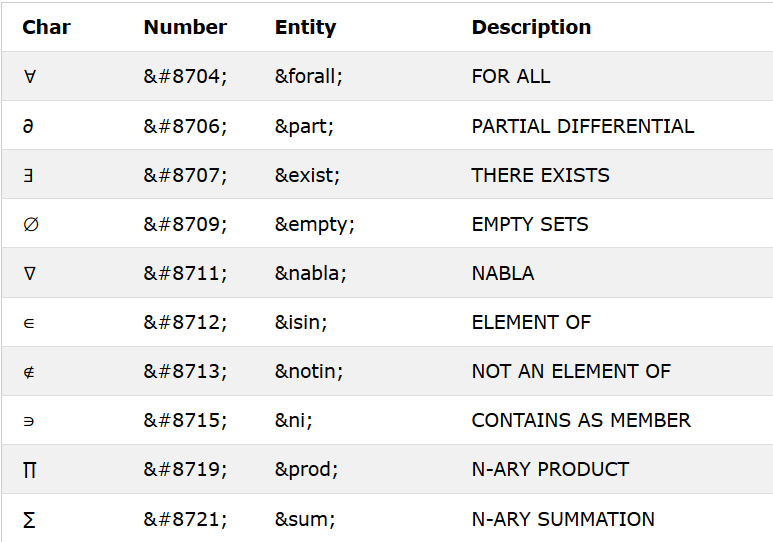 Char Number Entity Description
∀ &#8704; &forall; FOR ALL
∂ &#8706; &part; PARTIAL DIFFERENTIAL
∃ &#8707; &exist; THERE EXISTS
∅ &#8709; &empty; EMPTY SETS
∇ &#8711; &nabla; NABLA
∈ &#8712; &isin; ELEMENT OF
∉ &#8713; &notin; NOT AN ELEMENT OF
∋ &#8715; &ni; CONTAINS AS MEMBER
∏ &#8719; &prod; N-ARY PRODUCT
∑ &#8721; &sum; N-ARY SUMMATION